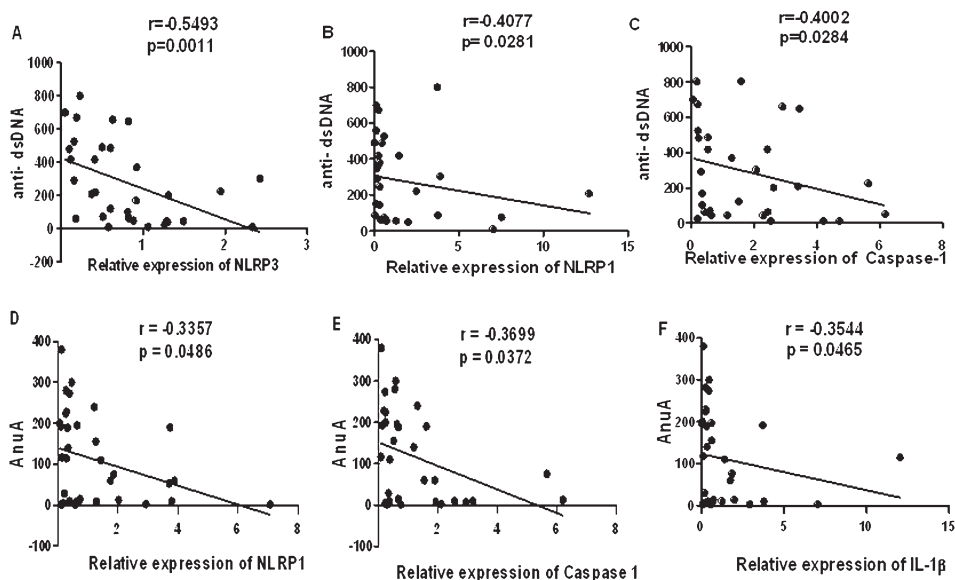 A
r=-0.5493
p=0.0011
anti- dsDNA
1000
800
600
400
200
0
-200
0
1
2
3
Relative expression of NLRP3
B
r=-0.4077
p= 0.0281
anti- dsDNA
1000
800
600
400
200
0
0
5
10
15
Relative expression of NLRP1
C
r=-0.4002
p=0.0284
anti- dsDNA
1000
800
600
400
200
0
0
2
4
6
8
Relative expression of Caspase-1
D
r = -0.3357
p = 0.0486
AnuA
400
300
200
100
0
-100
2
4
6
8
Relative expression of NLRP1
E
r = -0.3699
p = 0.0372
AnuA
400
300
200
100
0
-100
2
4
6
8
Relative expression of Caspase 1
F
r = -0.3544
p = 0.0465
AnuA
400
300
200
100
0
-100
0
5
10
15
Relative expression of IL-1β